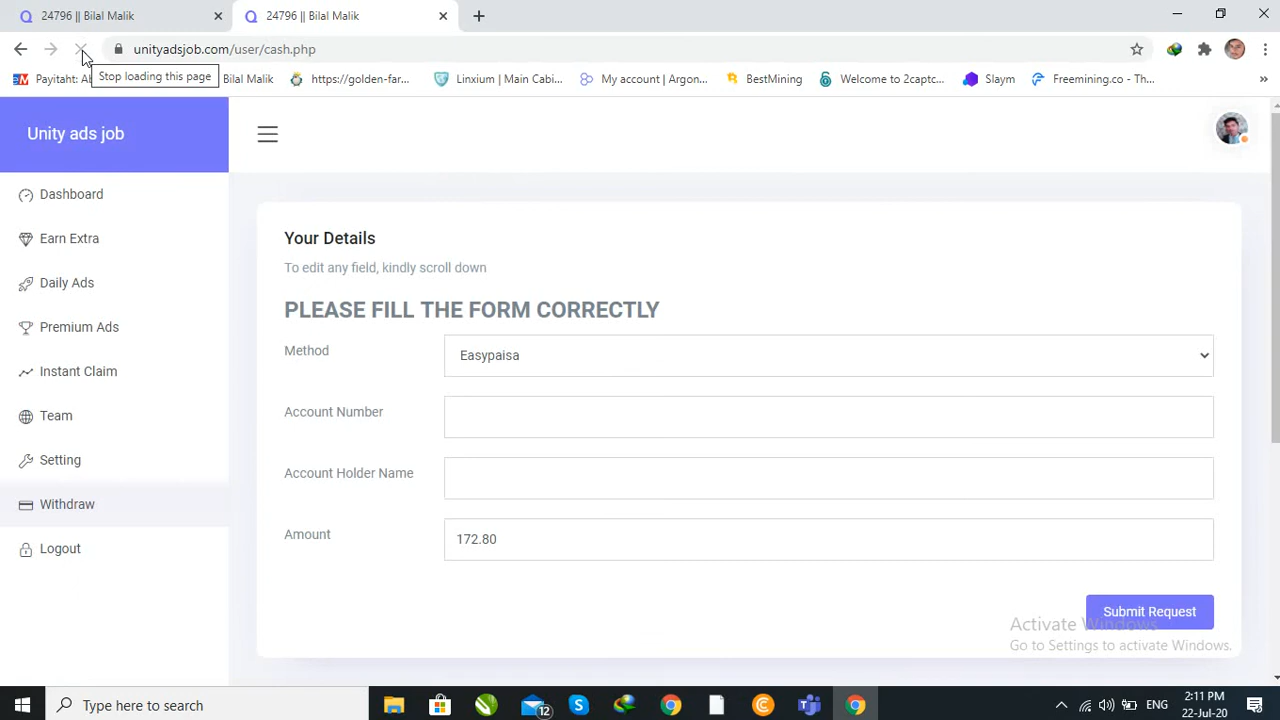 24796 || Bilal Malik
24796 || Bilal Malik
unityadsjob.com/user/cash.php
Stop loading this page
Payitaht: Ab
Bilal Malik
https://golden-far...
Linxium | Main Cabi...
My account | Argon...
BestMining
Welcome to 2captc...
Slaym
Freemining.co - Th...
Unity ads job
Dashboard
Earn Extra
Daily Ads
Premium Ads
Instant Claim
Team
Setting
Withdraw
Logout
Your Details
To edit any field, kindly scroll down
PLEASE FILL THE FORM CORRECTLY
Method
Easypaisa
Account Number
Account Holder Name
Amount
172.80
Submit Request
Activate Windows
Go to Settings to activate Windows.
Type here to search
12
ENG
2:11 PM
22-Jul-20